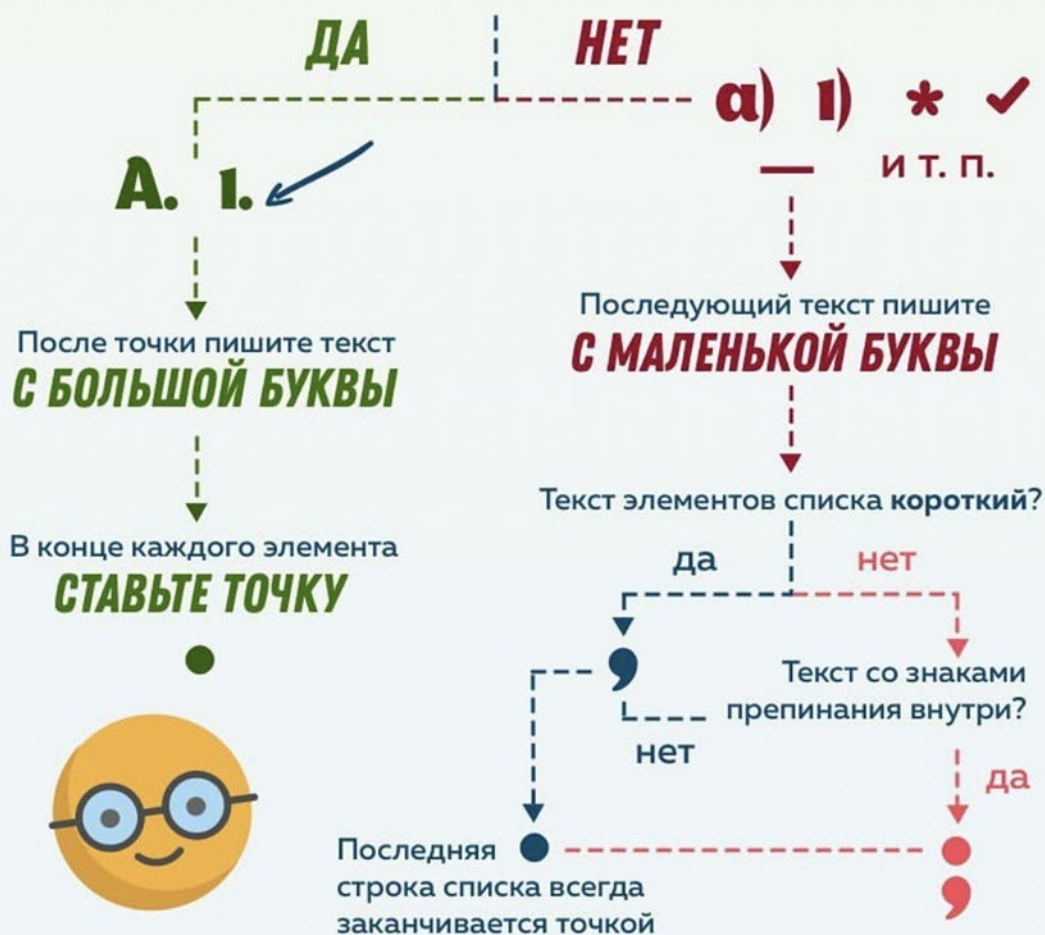 ДА
НЕТ
А. 1.
а) 1) * ✓
— и т. п.
После точки пишите текст
С БОЛЬШОЙ БУКВЫ
В конце каждого элемента
СТАВЬТЕ ТОЧКУ
.
Последующий текст пишите
С МАЛЕНЬКОЙ БУКВЫ
Текст элементов списка короткий?
да
нет
,
Текст со знаками
препинания внутри?
нет
да
;
Последняя .
строка списка всегда
заканчивается точкой